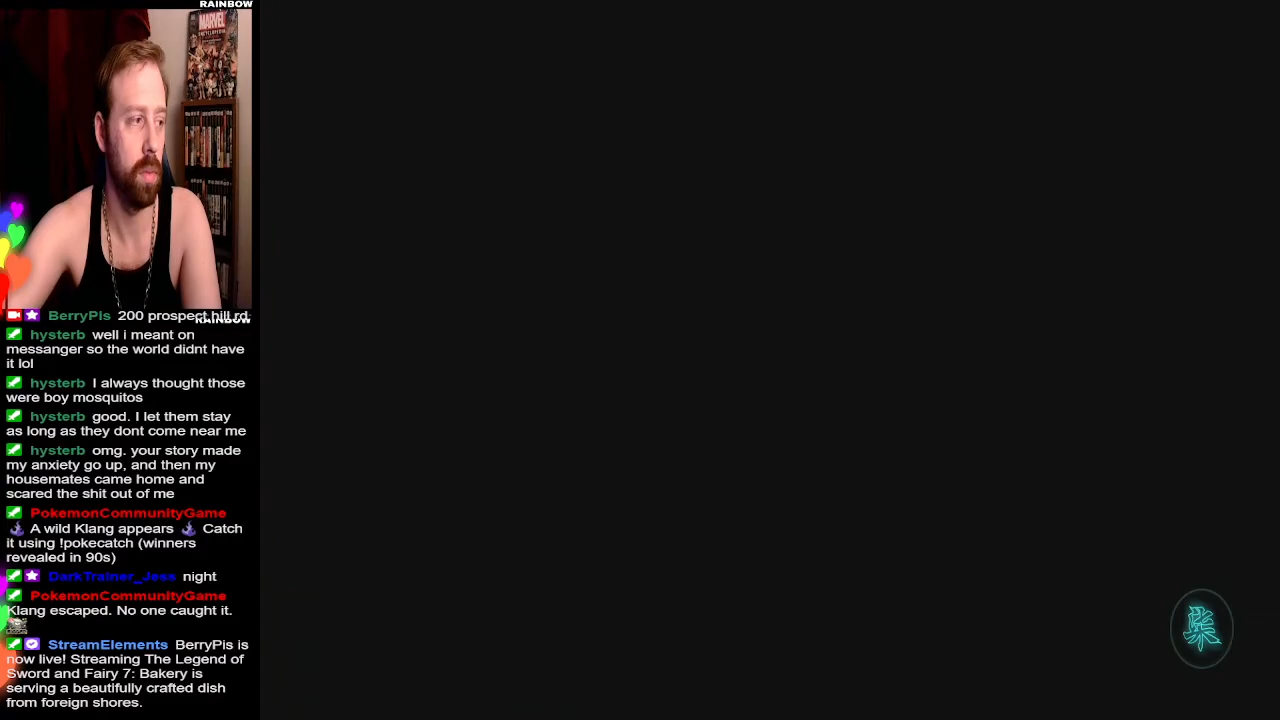 RAINBOW
MARVEL
ENCYCLOPEDIA
BerryPis 200 prospect hill rd.
RAINBOW
hysterb well i meant on
messanger so the world didnt have
it lol
hysterb I always thought those
were boy mosquitos
hysterb good. I let them stay
as long as they dont come near me
hysterb omg. your story made
my anxiety go up, and then my
housemates came home and
scared the shit out of me
PokemonCommunityGame
A wild Klang appears Catch
it using !pokecatch (winners
revealed in 90s)
DarkTrainer_Jess night
PokemonCommunityGame
Klang escaped. No one caught it.
StreamElements BerryPis is
now live! Streaming The Legend of
Sword and Fairy 7: Bakery is
serving a beautifully crafted dish
from foreign shores.